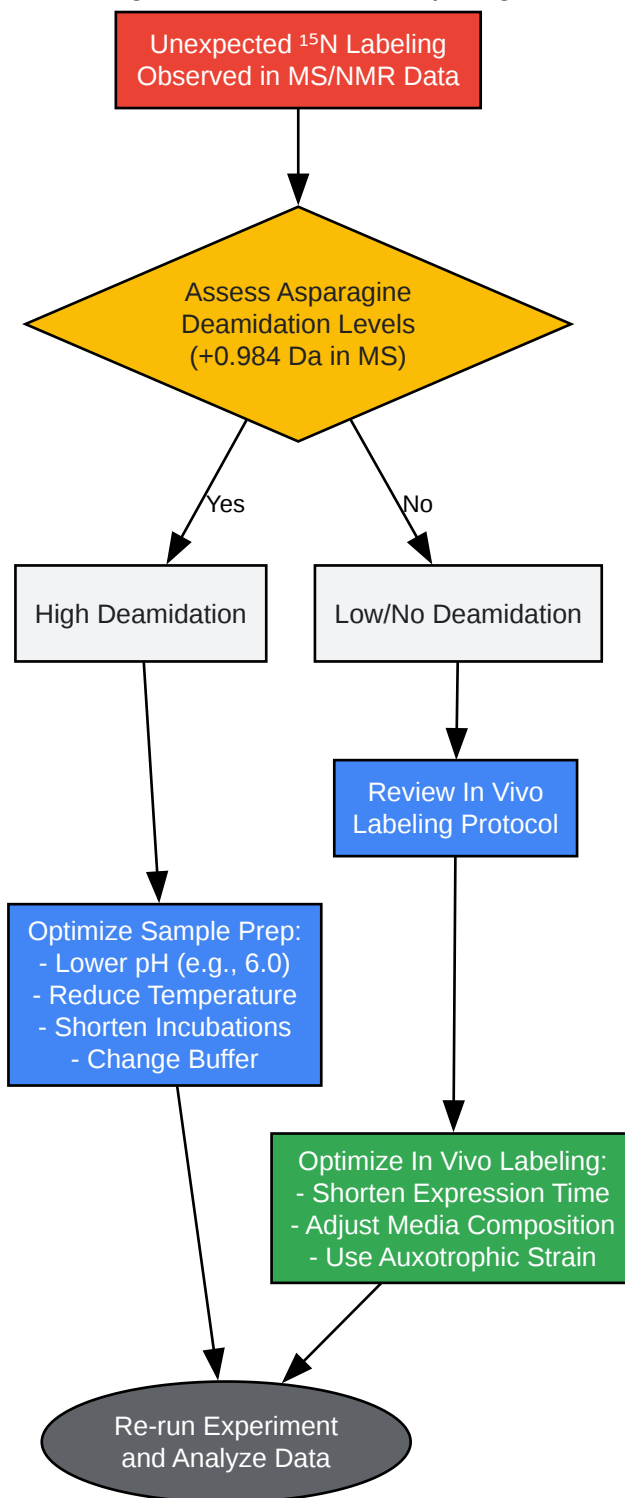 Unexpected ¹⁵N Labeling
Observed in MS/NMR Data
Assess Asparagine
Deamidation Levels
(+0.984 Da in MS)
Yes
No
High Deamidation
Low/No Deamidation
Review In Vivo
Labeling Protocol
Optimize Sample Prep:
- Lower pH (e.g., 6.0)
- Reduce Temperature
- Shorten Incubations
- Change Buffer
Optimize In Vivo Labeling:
- Shorten Expression Time
- Adjust Media Composition
- Use Auxotrophic Strain
Re-run Experiment
and Analyze Data